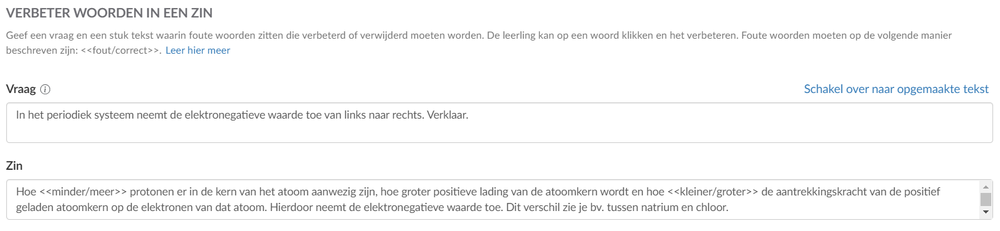 VERBETER WOORDEN IN EEN ZIN
Geef een vraag en een stuk tekst waarin foute woorden zitten die verbeterd of verwijderd moeten worden. De leerling kan op een woord klikken en het verbeteren. Foute woorden moeten op de volgende manier
beschreven zijn: <<fout/correct>>. Leer hier meer
Vraag
Schakel over naar opgemaakte tekst
In het periodiek systeem neemt de elektronegatieve waarde toe van links naar rechts. Verklaar.
Zin
Hoe <<minder/meer>> protonen er in de kern van het atoom aanwezig zijn, hoe groter positieve lading van de atoomkern wordt en hoe <<kleiner/groter>> de aantrekkingskracht van de positief
geladen atoomkern op de elektronen van dat atoom. Hierdoor neemt de elektronegatieve waarde toe. Dit verschil zie je bv. tussen natrium en chloor.